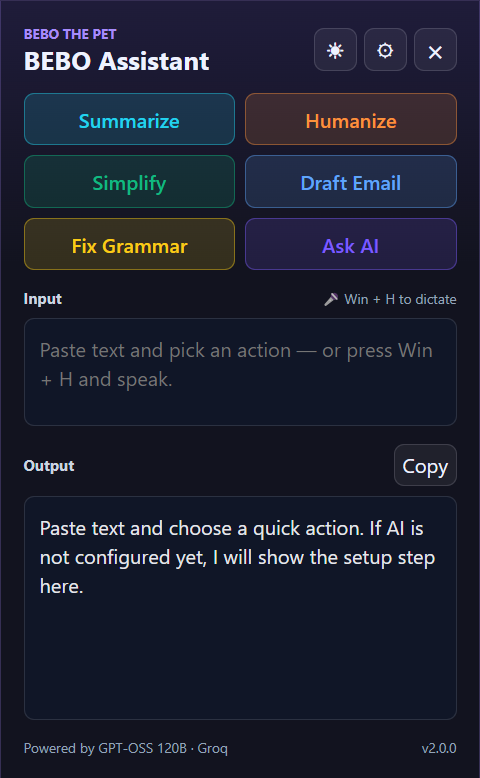 BEBO THE PET
BEBO Assistant
Summarize
Humanize
Simplify
Draft Email
Fix Grammar
Ask AI
Input
🎤 Win + H to dictate
Paste text and pick an action — or press Win
+ H and speak.
Output
Copy
Paste text and choose a quick action. If AI is
not configured yet, I will show the setup step
here.
Powered by GPT-OSS 120B · Groq
v2.0.0